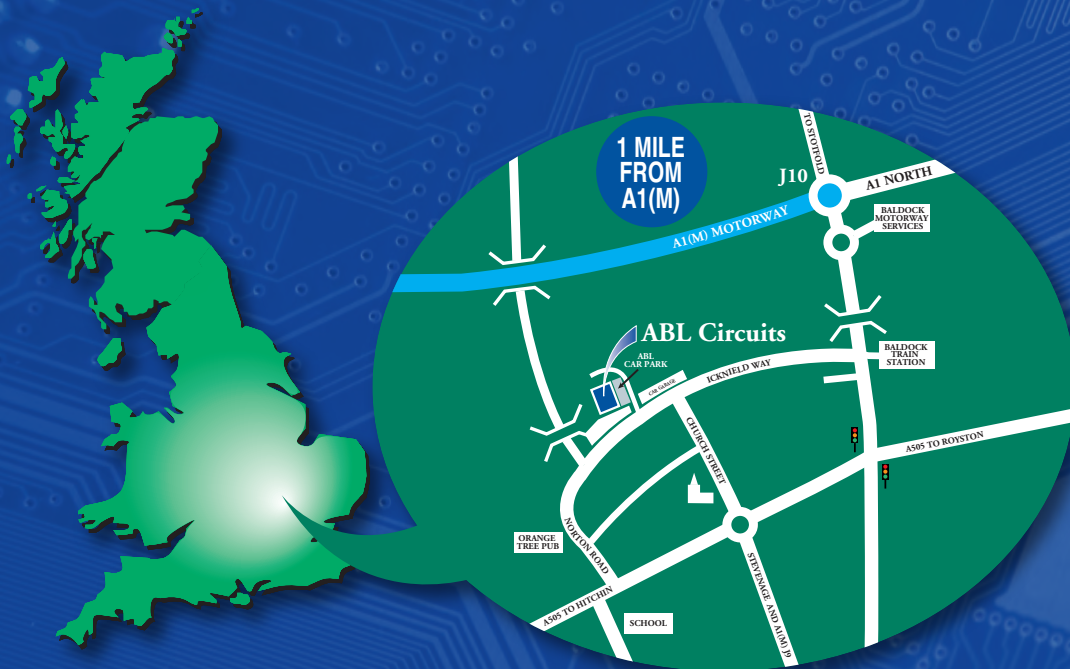 1 MILE
FROM
A1(M)
TO STOTFOLD
J10
A1 NORTH
A1(M) MOTORWAY
BALDOCK
MOTORWAY
SERVICES
ABL Circuits
ABL
CAR PARK
BALDOCK
TRAIN
STATION
CAR GARAGE
ICKNIELD WAY
CHURCH STREET
A505 TO ROYSTON
ORANGE
TREE PUB
NORTON ROAD
STEVENAGE AND A1(M) J9
A505 TO HITCHIN
SCHOOL